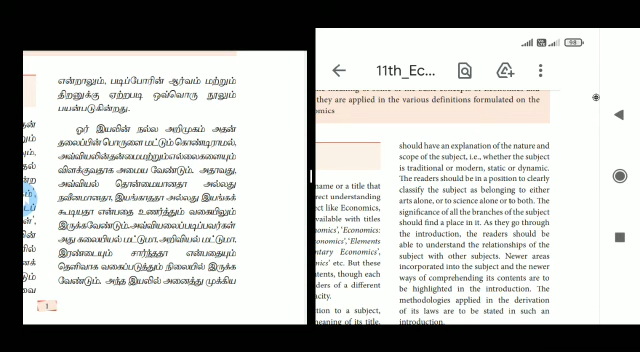 என்றாலும், படிப்போரின் ஆர்வம் மற்றும்
திறனுக்கு ஏற்றபடி ஒவ்வொரு நூலும்
பயன்படுகின்றது.
ஓர் இயலின் நல்ல அறிமுகம் அதன்
தலைப்பின் பொருளை மட்டும் கொண்டிராமல்,
அவ்வியலின்தன்மைமற்றும்எல்லைகளையும்
விளக்குவதாக அமைய வேண்டும். அதாவது,
அவ்வியல் தொன்மையானதா அல்லது
நவீனமானதா, இயங்காததா அல்லது இயங்கக்
கூடியதா என்பதை உணர்த்தும் வகையிலும்
இருக்கவேண்டும்.அவ்வியலைப்படிப்பவர்கள்
அது கலையியல் மட்டுமா, அறிவியல் மட்டுமா,
இரண்டையும் சார்ந்ததா என்பதையும்
தெளிவாக வகைப்படுத்தும் நிலையில் இருக்க
வேண்டும். அந்த இயலில் அனைத்து முக்கிய
1
98
11th_Ec...
they are applied in the various definitions formulated on the
omics
name or a title that
rect understanding
ect like Economics,
vailable with titles
onomics', 'Economics:
onomics', 'Elements
ntary Economics',
mics' etc. But these
ntents, though each
ders of a different
acity.
ction to a subject,
meaning of its title,
should have an explanation of the nature and
scope of the subject, i.e., whether the subject
is traditional or modern, static or dynamic.
The readers should be in a position to clearly
classify the subject as belonging to either
arts alone, or to science alone or to both. The
significance of all the branches of the subject
should find a place in it. As they go through
the introduction, the readers should be
able to understand the relationships of the
subject with other subjects. Newer areas
incorporated into the subject and the newer
ways of comprehending its contents are to
be highlighted in the introduction. The
methodologies applied in the derivation
of its laws are to be stated in such an
introduction.